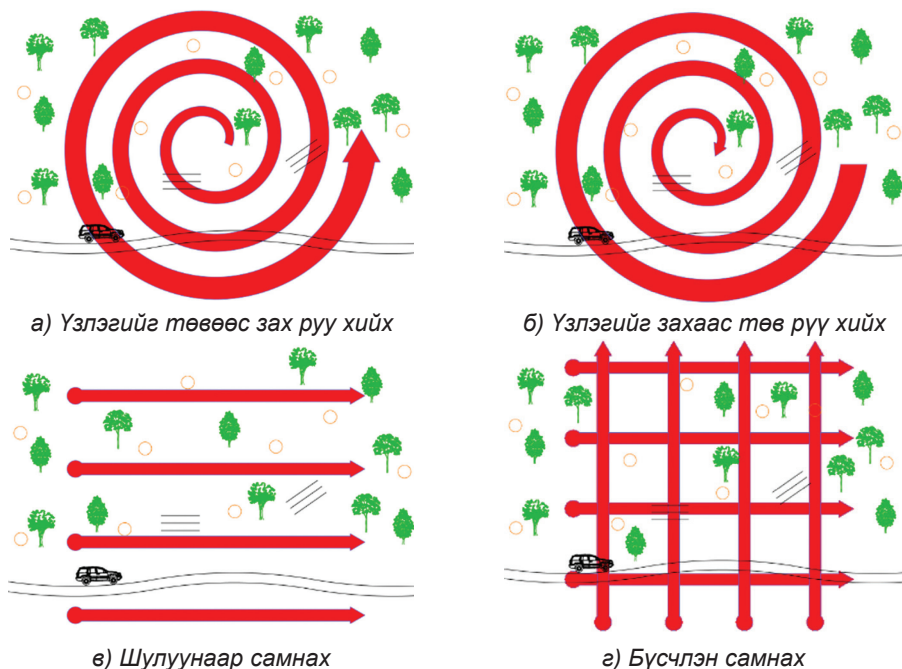 а) Үзлэгийг төвөөс зах руу хийх
б) Үзлэгийг захаас төв рүү хийх
в) Шулуунаар самнах
г) Бүсчлэн самнах